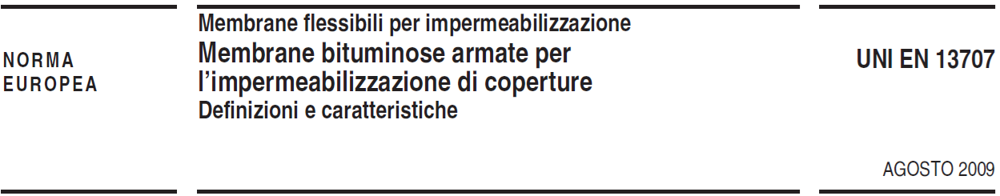 NORMA
EUROPEA
Membrane flessibili per impermeabilizzazione
Membrane bituminose armate per
l'impermeabilizzazione di coperture
Definizioni e caratteristiche
UNI EN 13707
AGOSTO 2009